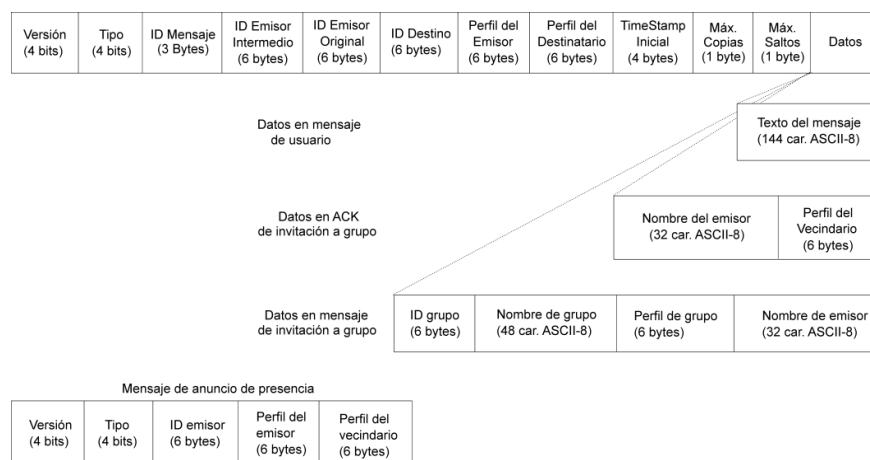 Versión
(4 bits)
Tipo
(4 bits)
ID Mensaje
(3 Bytes)
ID Emisor
Intermedio
(6 bytes)
ID Emisor
Original
(6 bytes)
ID Destino
(6 bytes)
Perfil del
Emisor
(6 bytes)
Perfil del
Destinatario
(6 bytes)
TimeStamp
Inicial
(4 bytes)
Máx.
Copias
(1 byte)
Máx.
Saltos
(1 byte)
Datos
Datos en mensaje
de usuario
Texto del mensaje
(144 car. ASCII-8)
Datos en ACK
de invitación a grupo
Nombre del emisor
(32 car. ASCII-8)
Perfil del
Vecindario
(6 bytes)
Datos en mensaje
de invitación a grupo
ID grupo
(6 bytes)
Nombre de grupo
(48 car. ASCII-8)
Perfil de grupo
(6 bytes)
Nombre de emisor
(32 car. ASCII-8)
Mensaje de anuncio de presencia
Versión
(4 bits)
Tipo
(4 bits)
ID emisor
(6 bytes)
Perfil del
emisor
(6 bytes)
Perfil del
vecindario
(6 bytes)